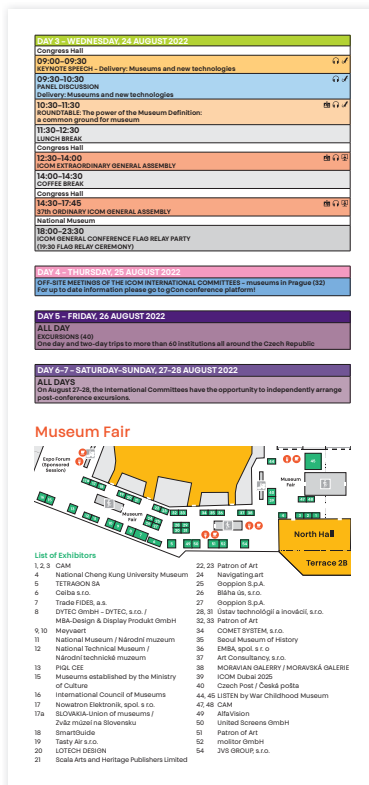 DAY 3 – WEDNESDAY, 24 AUGUST 2022
Congress Hall
09:00–09:30
KEYNOTE SPEECH – Delivery: Museums and new technologies
09:30–10:30
PANEL DISCUSSION
Delivery: Museums and new technologies
10:30–11:30
ROUNDTABLE: The power of the Museum Definition:
a common ground for museum
11:30–12:30
LUNCH BREAK
Congress Hall
12:30–14:00
ICOM EXTRAORDINARY GENERAL ASSEMBLY
14:00–14:30
COFFEE BREAK
Congress Hall
14:30–17:45
37th ORDINARY ICOM GENERAL ASSEMBLY
National Museum
18:00–23:30
ICOM GENERAL CONFERENCE FLAG RELAY PARTY
(19:30 FLAG RELAY CEREMONY)
DAY 4 – THURSDAY, 25 AUGUST 2022
OFF-SITE MEETINGS OF THE ICOM INTERNATIONAL COMMITTEES – museums in Prague (32)
For up to date information please go to gCon conference platform!
DAY 5 – FRIDAY, 26 AUGUST 2022
ALL DAY
EXCURSIONS (40)
One day and two-day trips to more than 60 institutions all around the Czech Republic
DAY 6–7 – SATURDAY–SUNDAY, 27–28 AUGUST 2022
ALL DAYS
On August 27–28, the International Committees have the opportunity to independently arrange
post-conference excursions.
Museum Fair
Expo Forum
(Sponsored
Session)
Museum
Fair
Museum
Fair
North Hall
Terrace 2B
List of Exhibitors
1, 2, 3 CAM
4 National Cheng Kung University Museum
5 TETRAGON SA
6 Ceiba s.r.o.
7 Trade FIDES, a.s.
8 DYTEC GmbH - DYTEC, s.r.o. /
MBA-Design & Display Produkt GmbH
9, 10 Meyvaert
11 National Museum / Národní muzeum
12 National Technical Museum /
Národní technické muzeum
13 PIQL CEE
15 Museums established by the Ministry
of Culture
16 International Council of Museums
17 Nowatron Elektronik, spol. s r.o.
17a SLOVAKIA-Union of museums /
Zväz múzeí na Slovensku
18 SmartGuide
19 Tasty Air s.r.o.
20 LOTECH DESIGN
21 Scala Arts and Heritage Publishers Limited
22, 23 Patron of Art
24 Navigating.art
25 Goppion S.p.A.
26 Bláha ús, s.r.o.
27 Goppion S.p.A.
28, 31 Ústav technológií a inovácií, s.r.o.
32, 33 Patron of Art
34 COMET SYSTEM, s.r.o.
35 Seoul Museum of History
36 EMBA, spol. s r. o
37 Art Consultancy, s.r.o.
38 MORAVIAN GALERRY / MORAVSKÁ GALERIE
39 ICOM Dubai 2025
40 Czech Post / Česká pošta
44, 45 LISTEN by War Childhood Museum
47, 48 CAM
49 AlfaVision
50 United Screens GmbH
51 Patron of Art
52 molitor GmbH
54 JVS GROUP, s.r.o.